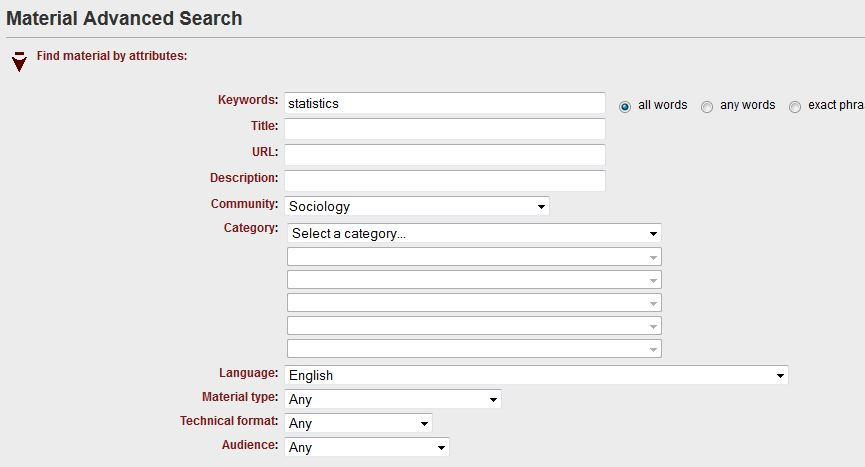 Material Advanced Search
Find material by attributes:
Keywords: statistics all words any words exact phra
Title:
URL:
Description:
Community: Sociology
Category: Select a category...
Language: English
Material type: Any
Technical format: Any
Audience: Any